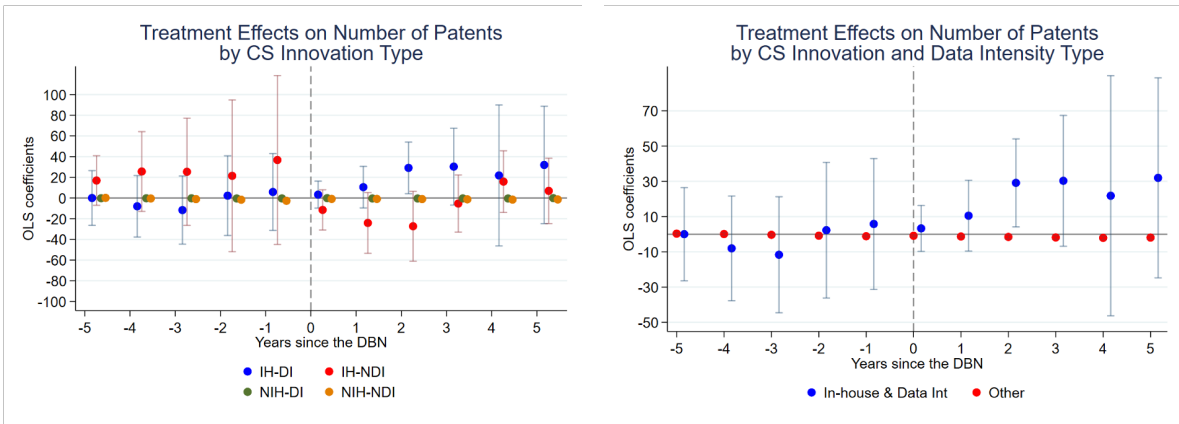 Treatment Effects on Number of Patents
by CS Innovation Type
OLS coefficients
100
80
60
40
20
0
-20
-40
-60
-80
-100
-5 -4 -3 -2 -1 0 1 2 3 4 5
Years since the DBN
IH-DI IH-NDI
NIH-DI NIH-NDI
Treatment Effects on Number of Patents
by CS Innovation and Data Intensity Type
OLS coefficients
70
50
30
10
-10
-30
-50
-5 -4 -3 -2 -1 0 1 2 3 4 5
Years since the DBN
In-house & Data Int Other